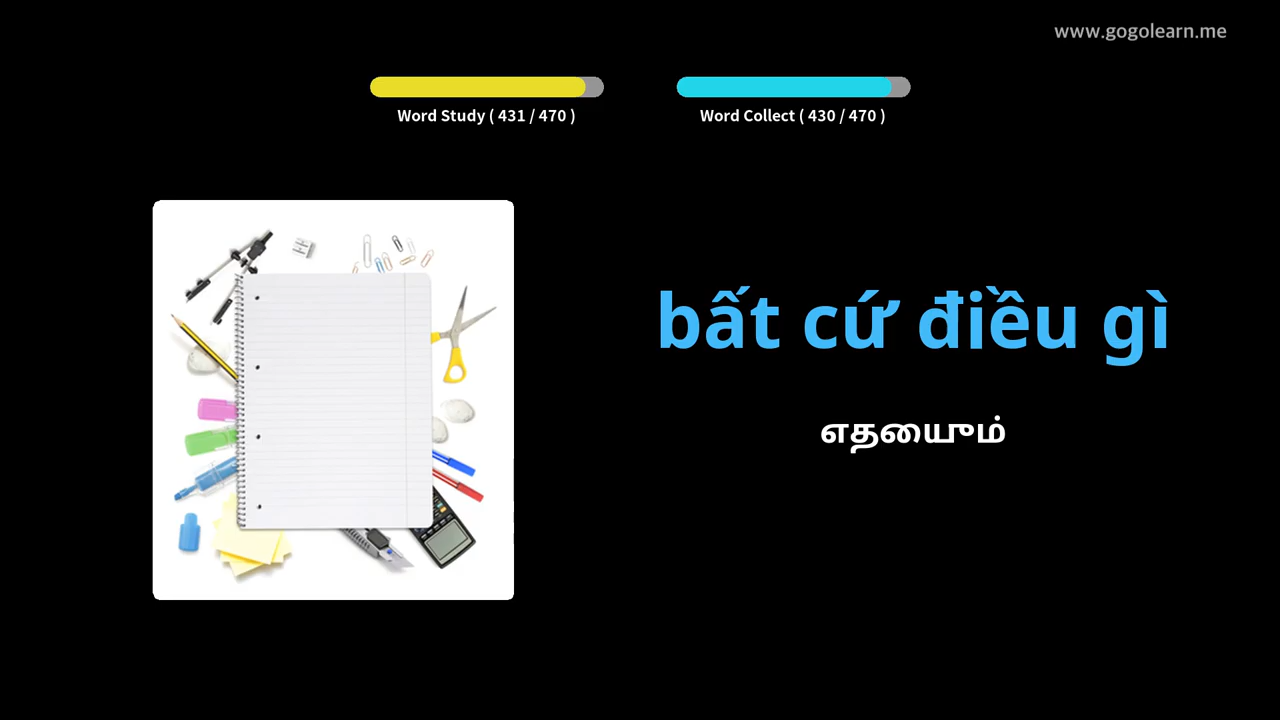 www.gogolearn.me
Word Study ( 431 / 470 )
Word Collect ( 430 / 470 )
bất cứ điều gì
எதையும்